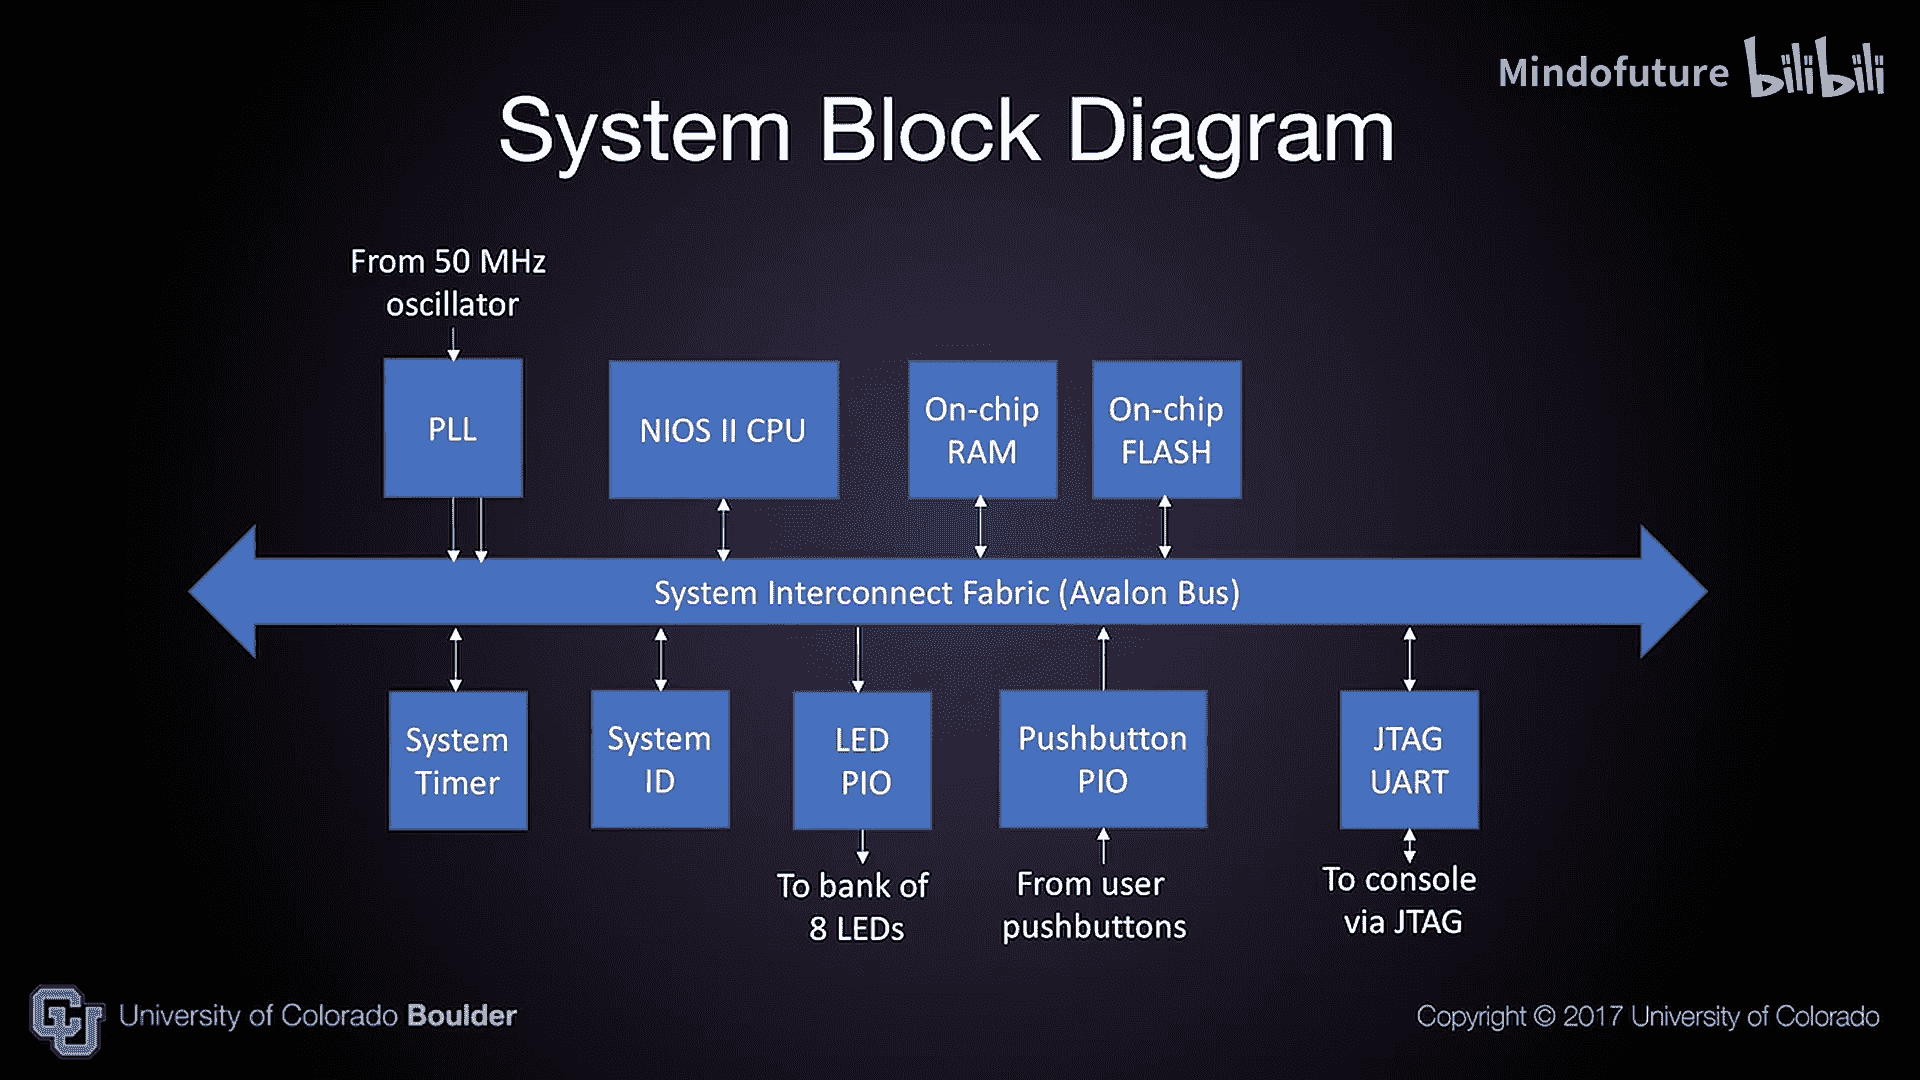 Mindofuture bilibili
System Block Diagram
From 50 MHz
oscillator
PLL
NIOS II CPU
On-chip
RAM
On-chip
FLASH
System Interconnect Fabric (Avalon Bus)
System
Timer
System
ID
LED
PIO
Pushbutton
PIO
JTAG
UART
To bank of
8 LEDs
From user
pushbuttons
To console
via JTAG
CU University of Colorado Boulder
Copyright © 2017 University of Colorado